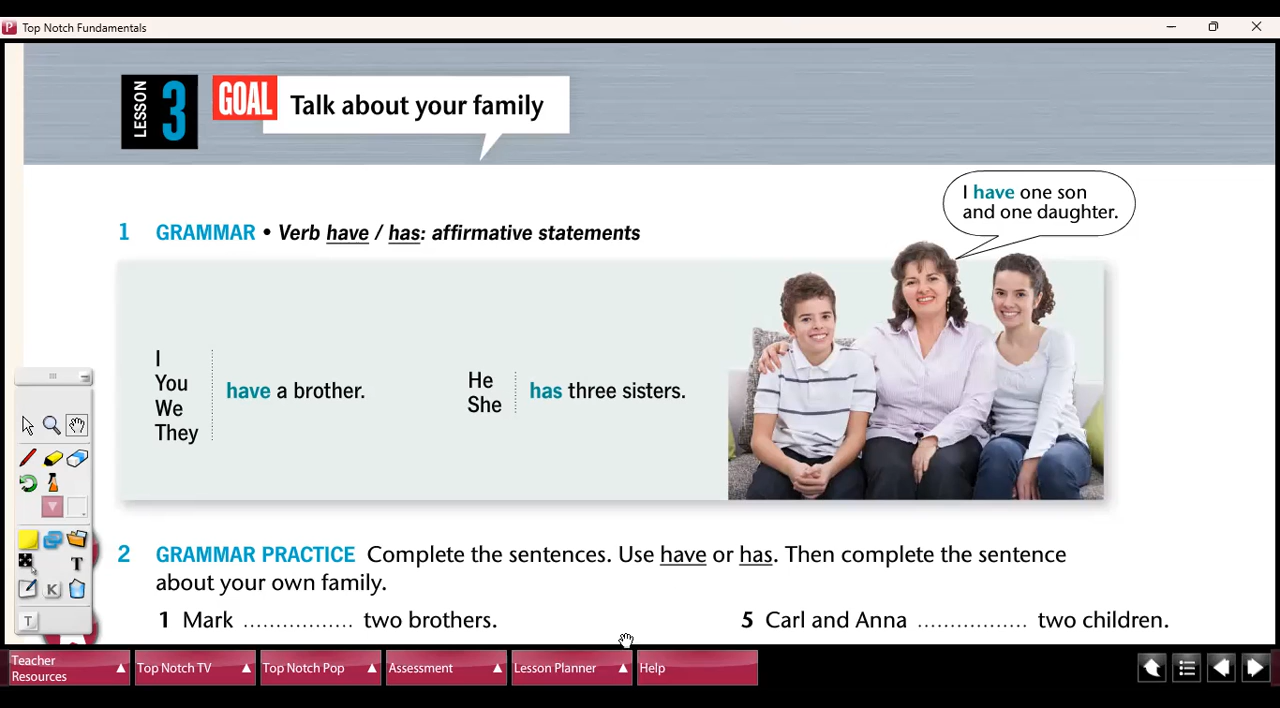 Top Notch Fundamentals
LESSON 3
GOAL Talk about your family
I have one son
and one daughter.
1 GRAMMAR • Verb have / has: affirmative statements
I
You
We
They
have a brother.
He
She
has three sisters.
2 GRAMMAR PRACTICE Complete the sentences. Use have or has. Then complete the sentence
about your own family.
1 Mark ................. two brothers.
5 Carl and Anna ................. two children.
T
K
T
Teacher
Resources
Top Notch TV
Top Notch Pop
Assessment
Lesson Planner
Help